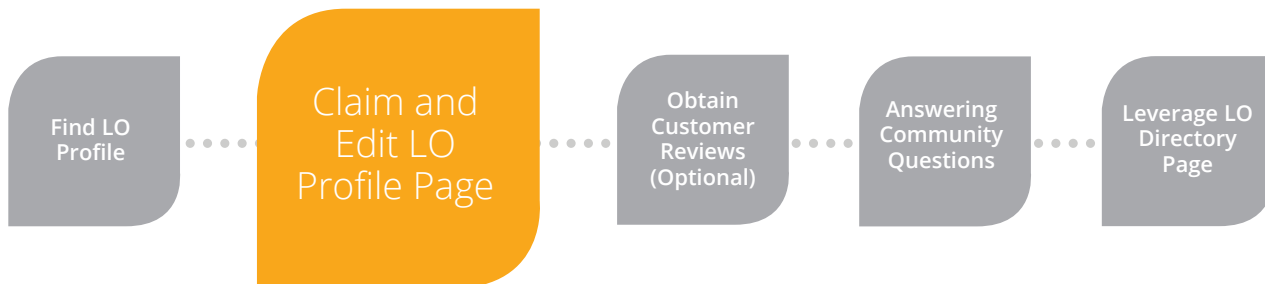 Find LO
Profile
Claim and
Edit LO
Profile Page
Obtain
Customer
Reviews
(Optional)
Answering
Community
Questions
Leverage LO
Directory
Page